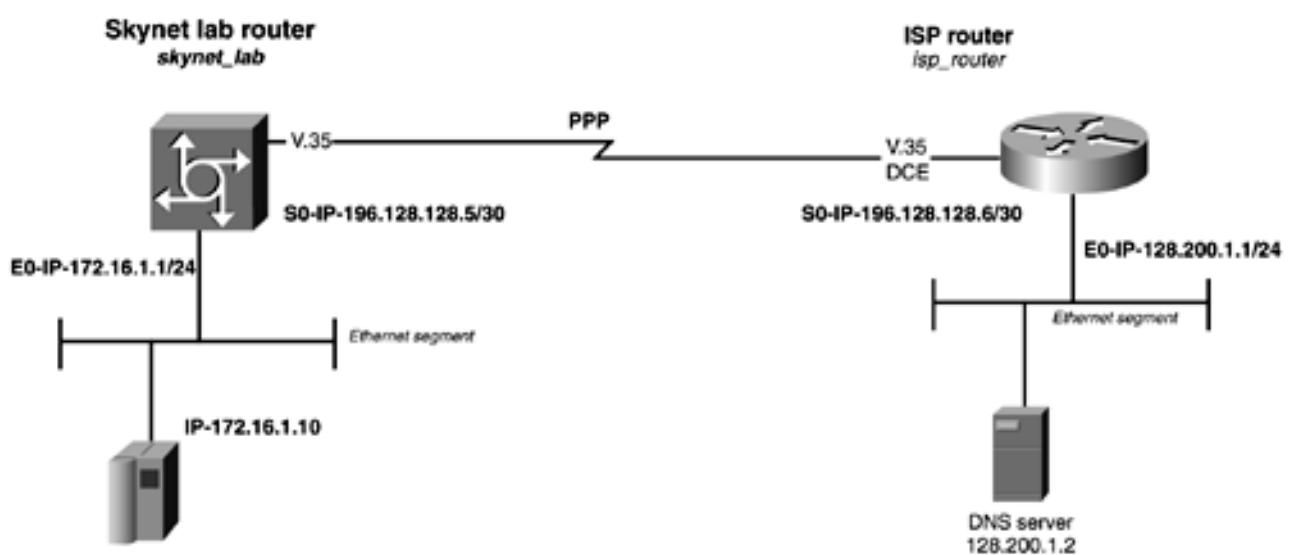 Skynet lab router
skynet_lab
ISP router
isp_router
PPP
V.35
V.35
DCE
S0-IP-196.128.128.5/30
S0-IP-196.128.128.6/30
E0-IP-172.16.1.1/24
E0-IP-128.200.1.1/24
Ethernet segment
Ethernet segment
IP-172.16.1.10
DNS server
128.200.1.2